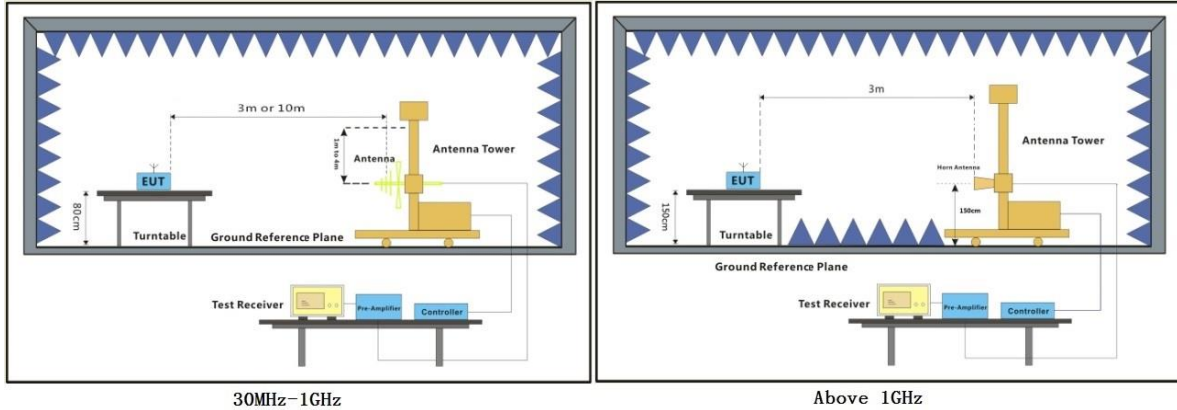 3m or 10m
1m to 4m
Antenna
Antenna Tower
EUT
80cm
Turntable
Ground Reference Plane
Test Receiver
Pre-Amplifier
Controller
30MHz-1GHz
3m
Antenna Tower
Horn Antenna
EUT
150cm
150cm
Turntable
Ground Reference Plane
Test Receiver
Pre-Amplifier
Controller
Above 1GHz